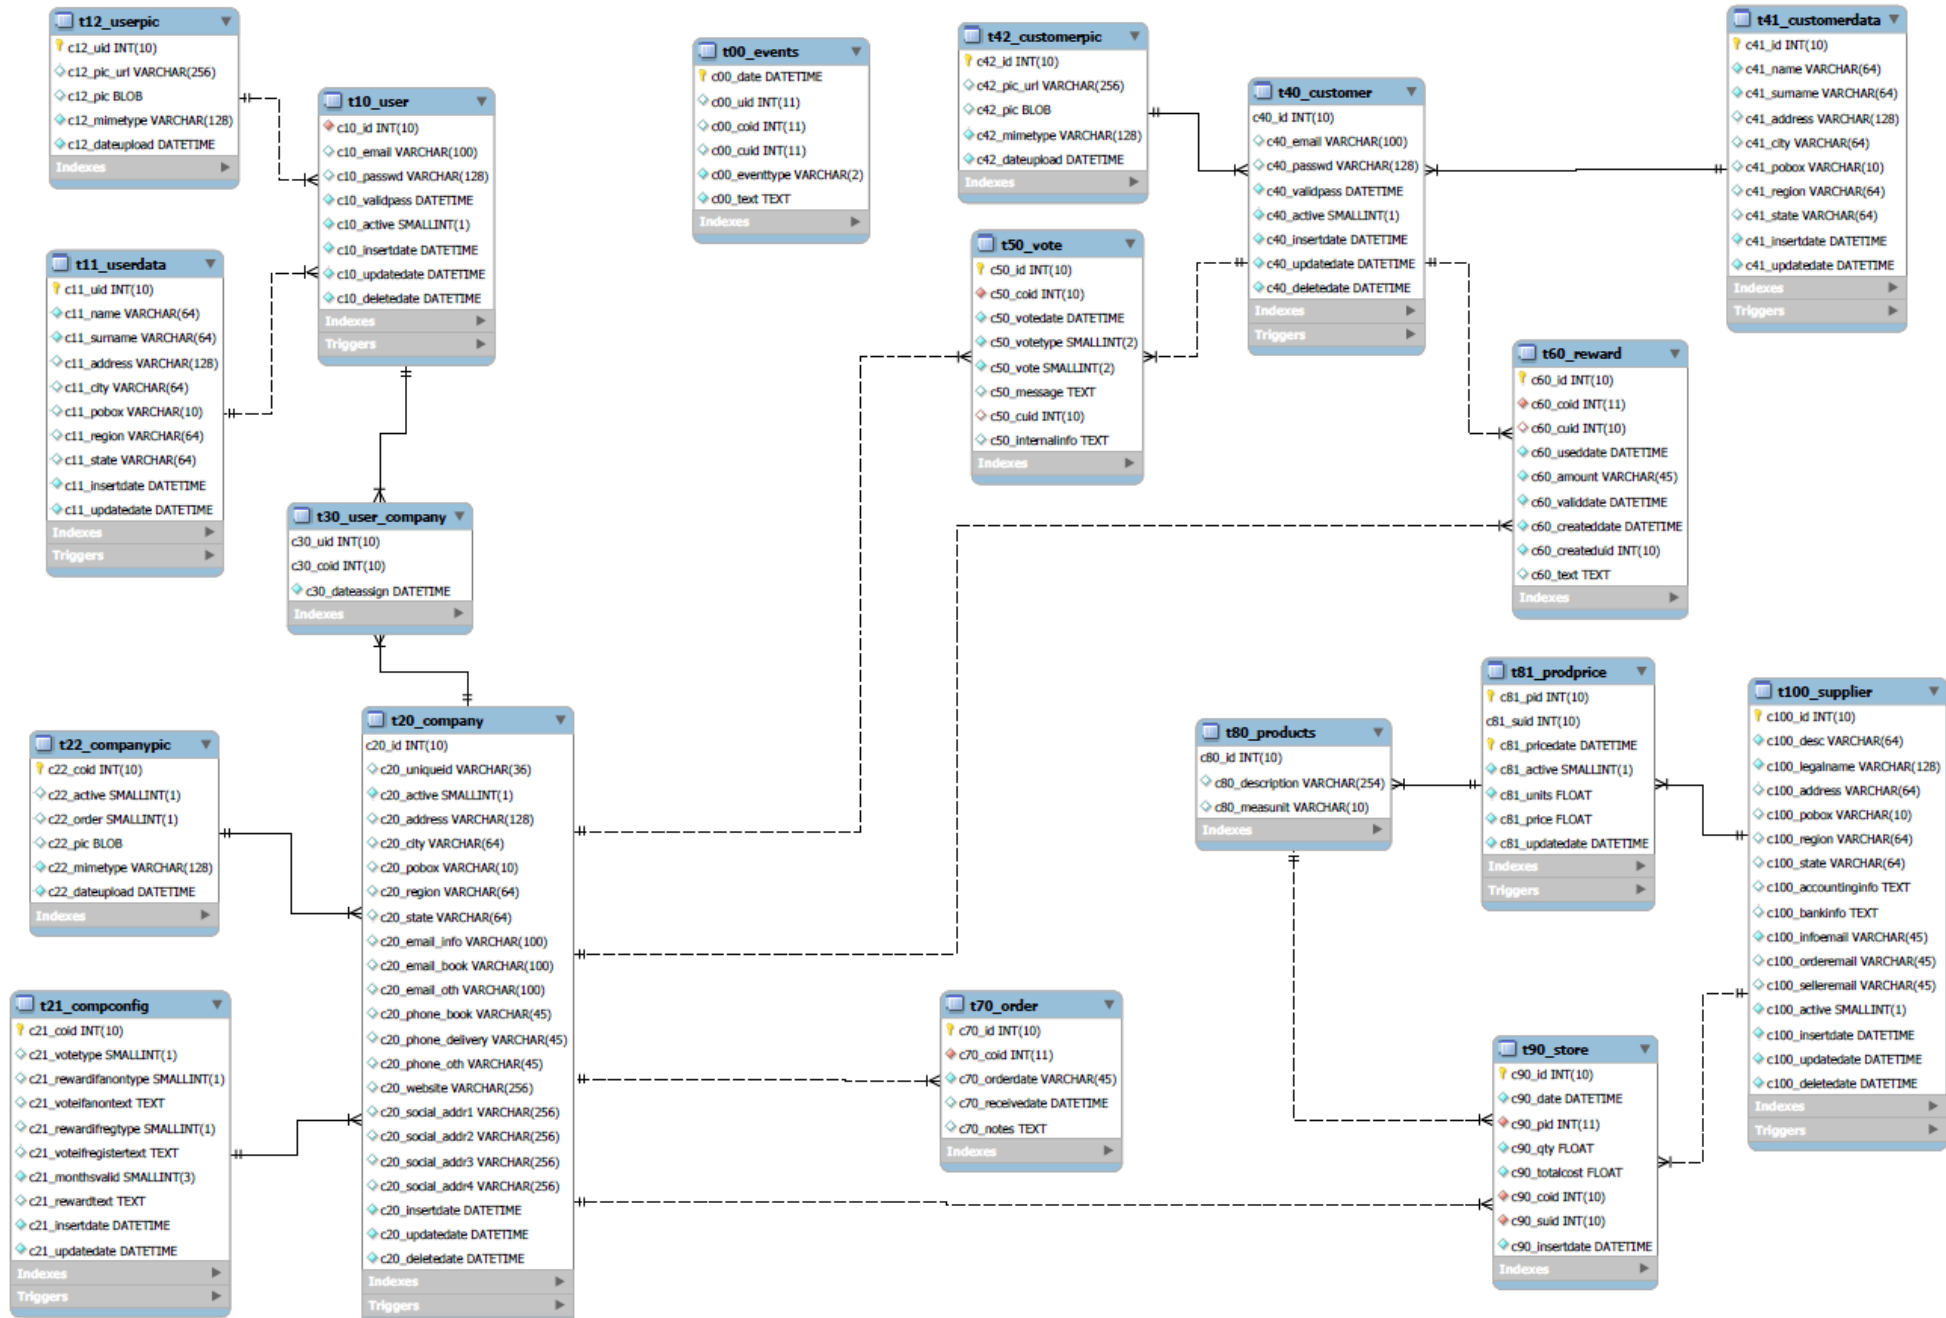 t12_userpic
c12_uid INT(10)
c12_pic_url VARCHAR(256)
c12_pic BLOB
c12_mimetype VARCHAR(128)
c12_dateupload DATETIME
Indexes
t10_user
c10_id INT(10)
c10_email VARCHAR(100)
c10_passwd VARCHAR(128)
c10_validpass DATETIME
c10_active SMALLINT(1)
c10_insertdate DATETIME
c10_updatedate DATETIME
c10_deletedate DATETIME
Indexes
Triggers
t00_events
c00_date DATETIME
c00_uid INT(11)
c00_coid INT(11)
c00_cuid INT(11)
c00_eventtype VARCHAR(2)
c00_text TEXT
Indexes
t42_customerpic
c42_id INT(10)
c42_pic_url VARCHAR(256)
c42_pic BLOB
c42_mimetype VARCHAR(128)
c42_dateupload DATETIME
Indexes
t40_customer
c40_id INT(10)
c40_email VARCHAR(100)
c40_passwd VARCHAR(128)
c40_validpass DATETIME
c40_active SMALLINT(1)
c40_insertdate DATETIME
c40_updatedate DATETIME
c40_deletedate DATETIME
Indexes
Triggers
t41_customerdata
c41_id INT(10)
c41_name VARCHAR(64)
c41_surname VARCHAR(64)
c41_address VARCHAR(128)
c41_city VARCHAR(64)
c41_pobox VARCHAR(10)
c41_region VARCHAR(64)
c41_state VARCHAR(64)
c41_insertdate DATETIME
c41_updatedate DATETIME
Indexes
Triggers
t11_userdata
c11_uid INT(10)
c11_name VARCHAR(64)
c11_surname VARCHAR(64)
c11_address VARCHAR(128)
c11_city VARCHAR(64)
c11_pobox VARCHAR(10)
c11_region VARCHAR(64)
c11_state VARCHAR(64)
c11_insertdate DATETIME
c11_updatedate DATETIME
Indexes
Triggers
t50_vote
c50_id INT(10)
c50_coid INT(10)
c50_votedate DATETIME
c50_votetype SMALLINT(2)
c50_vote SMALLINT(2)
c50_message TEXT
c50_cuid INT(10)
c50_internalinfo TEXT
Indexes
t60_reward
c60_id INT(10)
c60_coid INT(11)
c60_cuid INT(10)
c60_useddate DATETIME
c60_amount VARCHAR(45)
c60_validdate DATETIME
c60_createddate DATETIME
c60_createduid INT(10)
c60_text TEXT
Indexes
t30_user_company
c30_uid INT(10)
c30_coid INT(10)
c30_dateassign DATETIME
Indexes
t22_companypic
c22_coid INT(10)
c22_active SMALLINT(1)
c22_order SMALLINT(1)
c22_pic BLOB
c22_mimetype VARCHAR(128)
c22_dateupload DATETIME
Indexes
t20_company
c20_id INT(10)
c20_uniqueid VARCHAR(36)
c20_active SMALLINT(1)
c20_address VARCHAR(128)
c20_city VARCHAR(64)
c20_pobox VARCHAR(10)
c20_region VARCHAR(64)
c20_state VARCHAR(64)
c20_email_info VARCHAR(100)
c20_email_book VARCHAR(100)
c20_email_oth VARCHAR(100)
c20_phone_book VARCHAR(45)
c20_phone_delivery VARCHAR(45)
c20_phone_oth VARCHAR(45)
c20_website VARCHAR(256)
c20_social_addr1 VARCHAR(256)
c20_social_addr2 VARCHAR(256)
c20_social_addr3 VARCHAR(256)
c20_social_addr4 VARCHAR(256)
c20_insertdate DATETIME
c20_updatedate DATETIME
c20_deletedate DATETIME
Indexes
Triggers
t21_compconfig
c21_coid INT(10)
c21_votetype SMALLINT(1)
c21_rewardifanontype SMALLINT(1)
c21_voteifanontext TEXT
c21_rewardifregtype SMALLINT(1)
c21_voteifregistertext TEXT
c21_monthsvalid SMALLINT(3)
c21_rewardtext TEXT
c21_insertdate DATETIME
c21_updatedate DATETIME
Indexes
Triggers
t70_order
c70_id INT(10)
c70_coid INT(11)
c70_orderdate VARCHAR(45)
c70_receivedate DATETIME
c70_notes TEXT
Indexes
t80_products
c80_id INT(10)
c80_description VARCHAR(254)
c80_measunit VARCHAR(10)
Indexes
t81_prodprice
c81_pid INT(10)
c81_suid INT(10)
c81_pricedate DATETIME
c81_active SMALLINT(1)
c81_units FLOAT
c81_price FLOAT
c81_updatedate DATETIME
Indexes
Triggers
t100_supplier
c100_id INT(10)
c100_desc VARCHAR(64)
c100_legalname VARCHAR(128)
c100_address VARCHAR(64)
c100_pobox VARCHAR(10)
c100_region VARCHAR(64)
c100_state VARCHAR(64)
c100_accountinginfo TEXT
c100_bankinfo TEXT
c100_infoemail VARCHAR(45)
c100_orderemail VARCHAR(45)
c100_selleremail VARCHAR(45)
c100_active SMALLINT(1)
c100_insertdate DATETIME
c100_updatedate DATETIME
c100_deletedate DATETIME
Indexes
Triggers
t90_store
c90_id INT(10)
c90_date DATETIME
c90_pid INT(11)
c90_qty FLOAT
c90_totalcost FLOAT
c90_coid INT(10)
c90_suid INT(10)
c90_insertdate DATETIME
Indexes